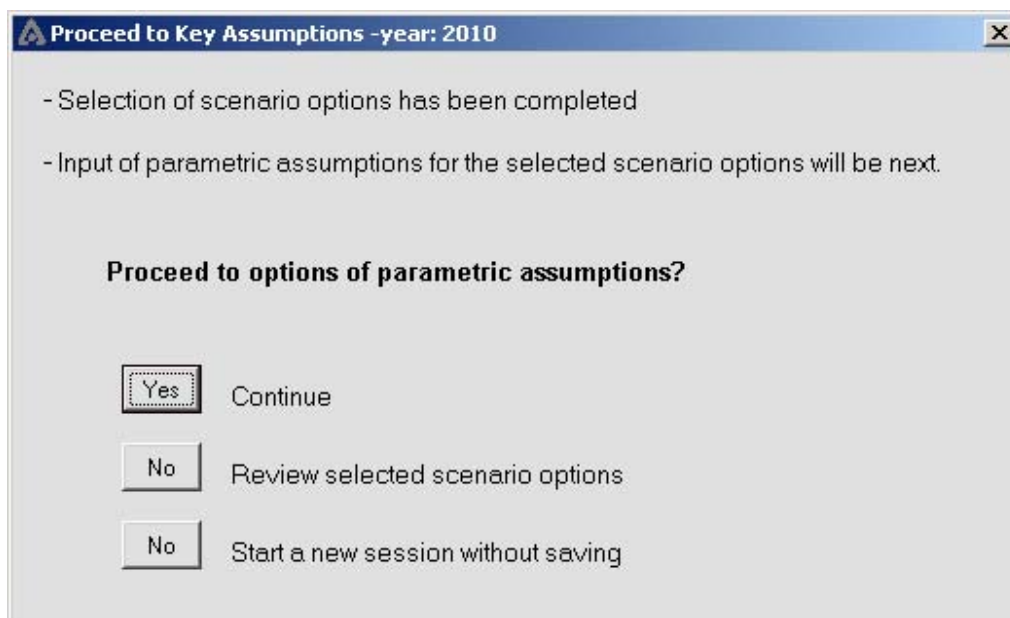 Proceed to Key Assumptions -year: 2010
- Selection of scenario options has been completed
- Input of parametric assumptions for the selected scenario options will be next.
Proceed to options of parametric assumptions?
Yes Continue
No Review selected scenario options
No Start a new session without saving